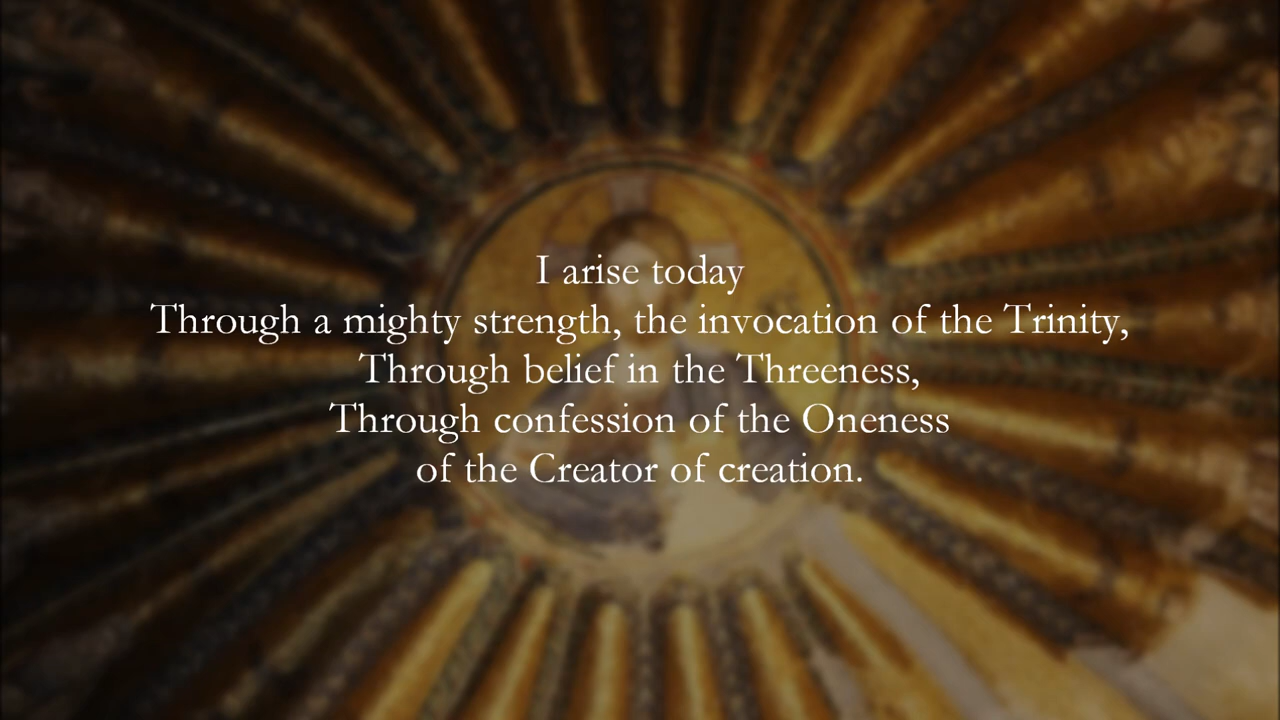 I arise today
Through a mighty strength, the invocation of the Trinity,
Through belief in the Threeness,
Through confession of the Oneness
of the Creator of creation.